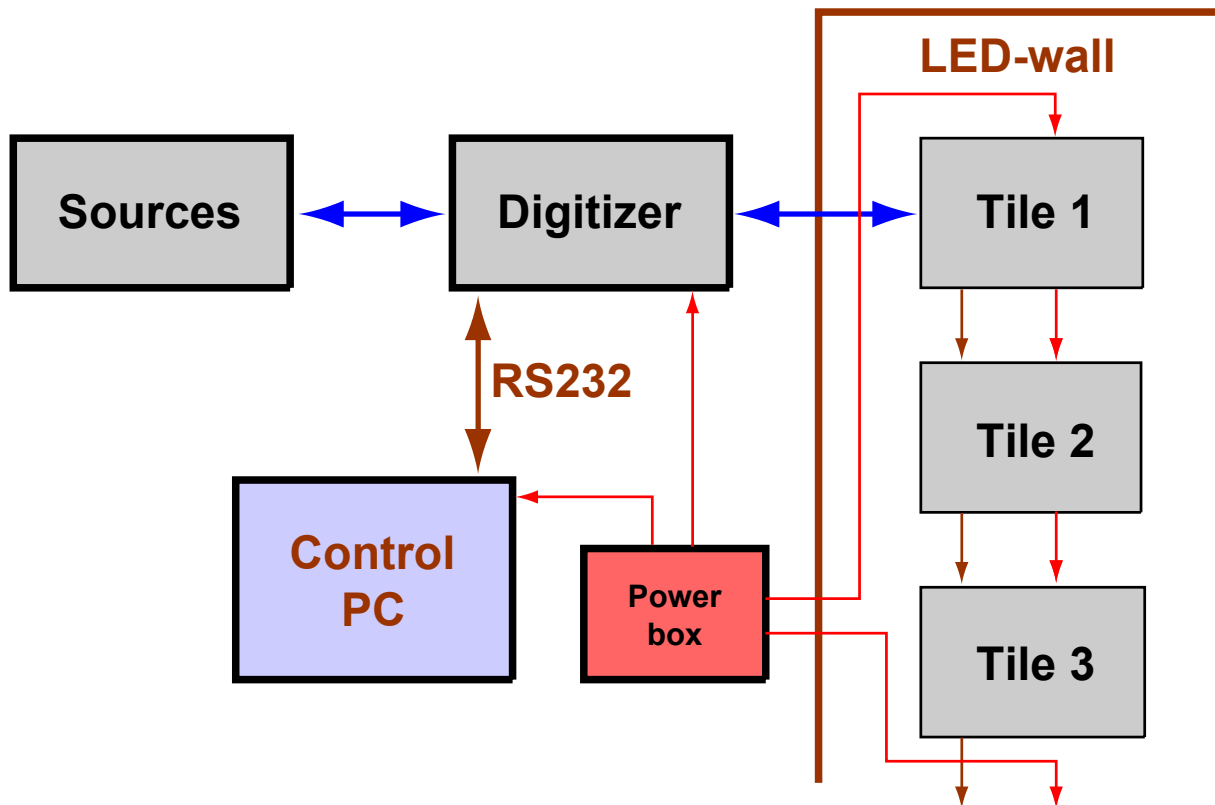 LED-wall
Sources
Digitizer
Tile 1
RS232
Tile 2
Control
PC
Power
box
Tile 3